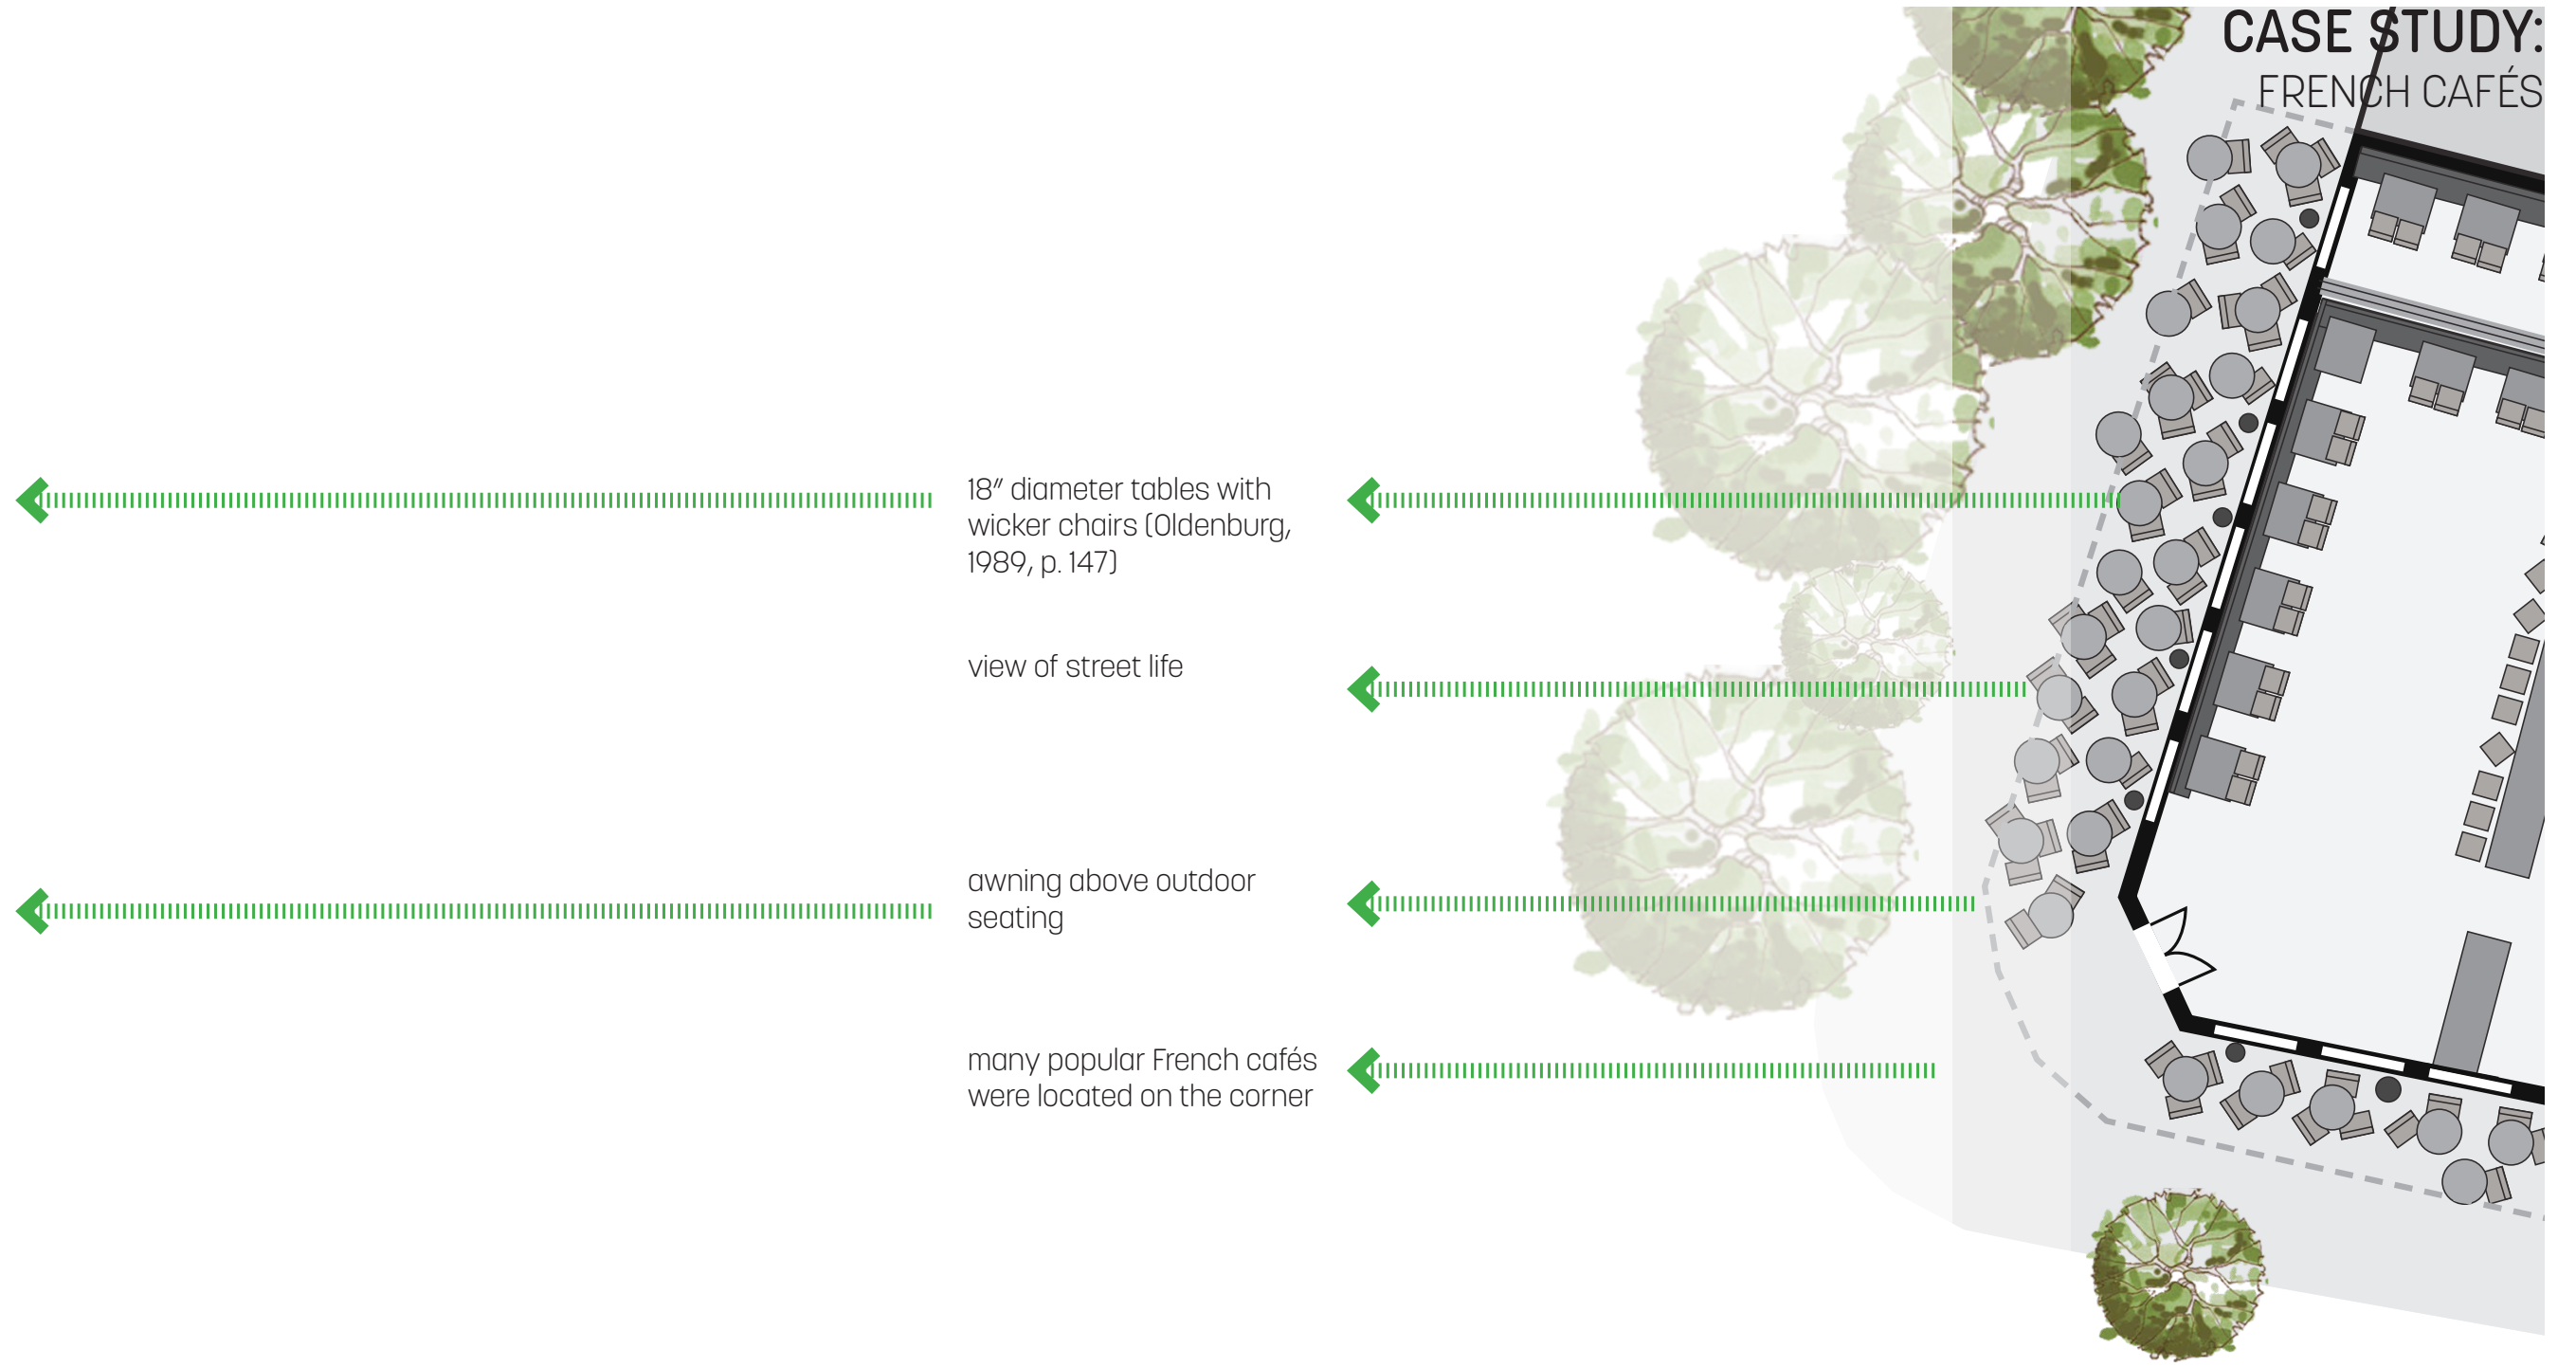 CASE STUDY:
FRENCH CAFÉS
18” diameter tables with
wicker chairs (Oldenburg,
1989, p. 147)
view of street life
awning above outdoor
seating
many popular French cafés
were located on the corner